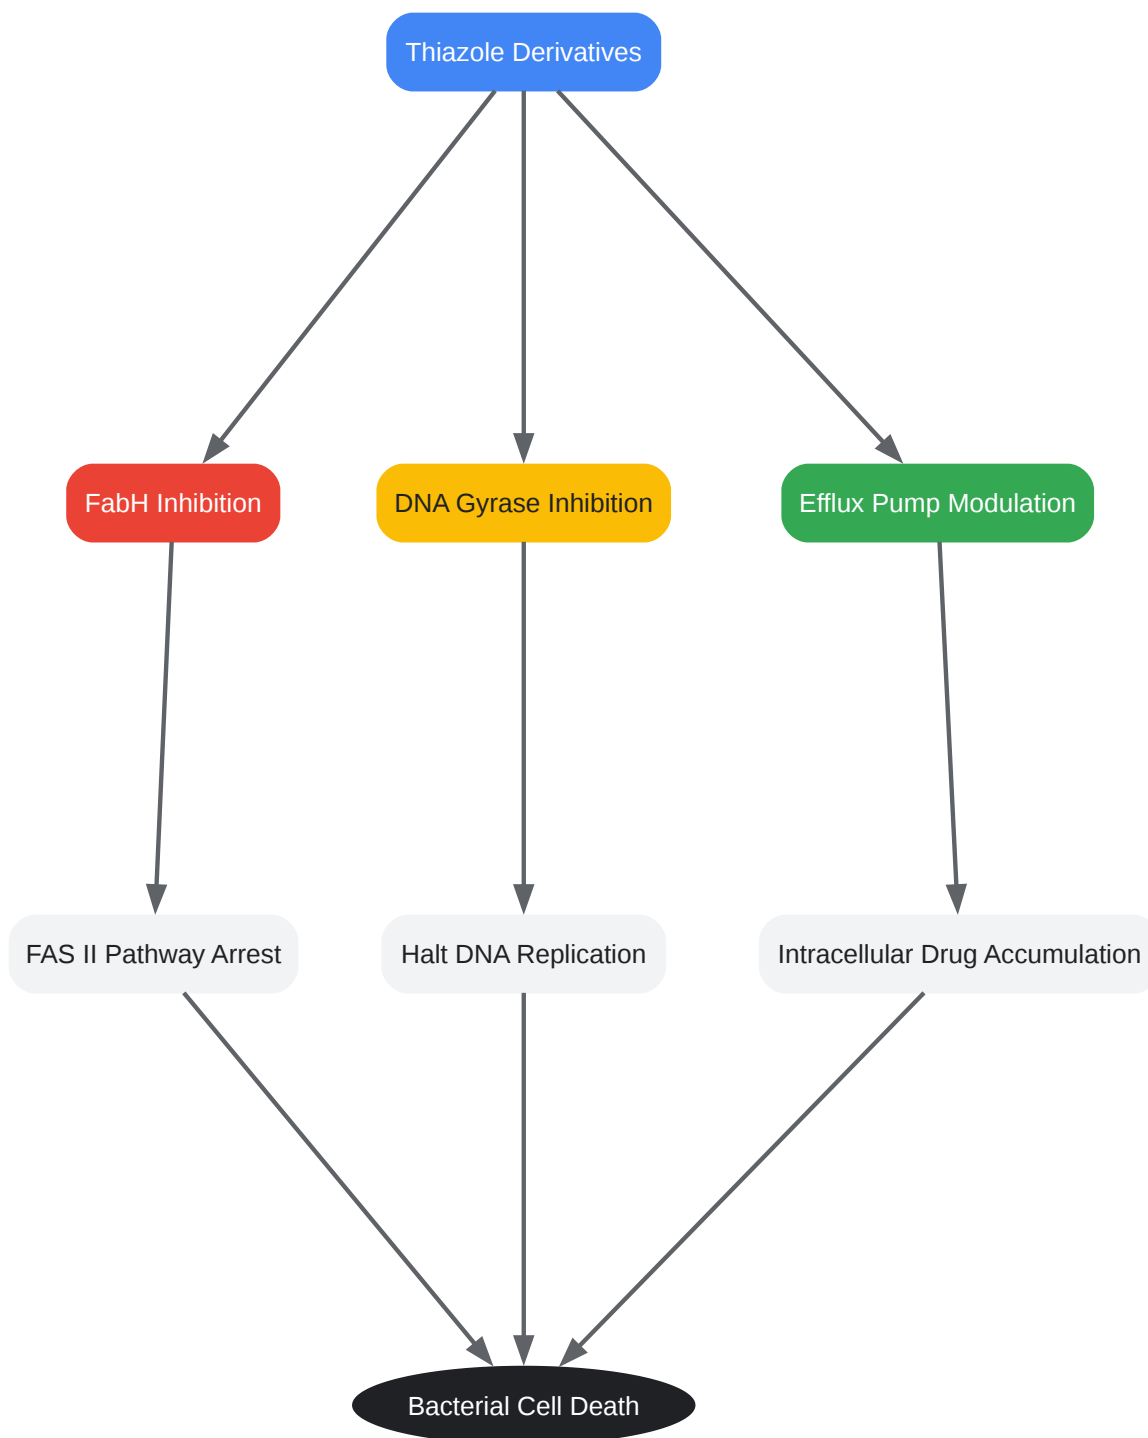 Thiazole Derivatives
FabH Inhibition
DNA Gyrase Inhibition
Efflux Pump Modulation
FAS II Pathway Arrest
Halt DNA Replication
Intracellular Drug Accumulation
Bacterial Cell Death